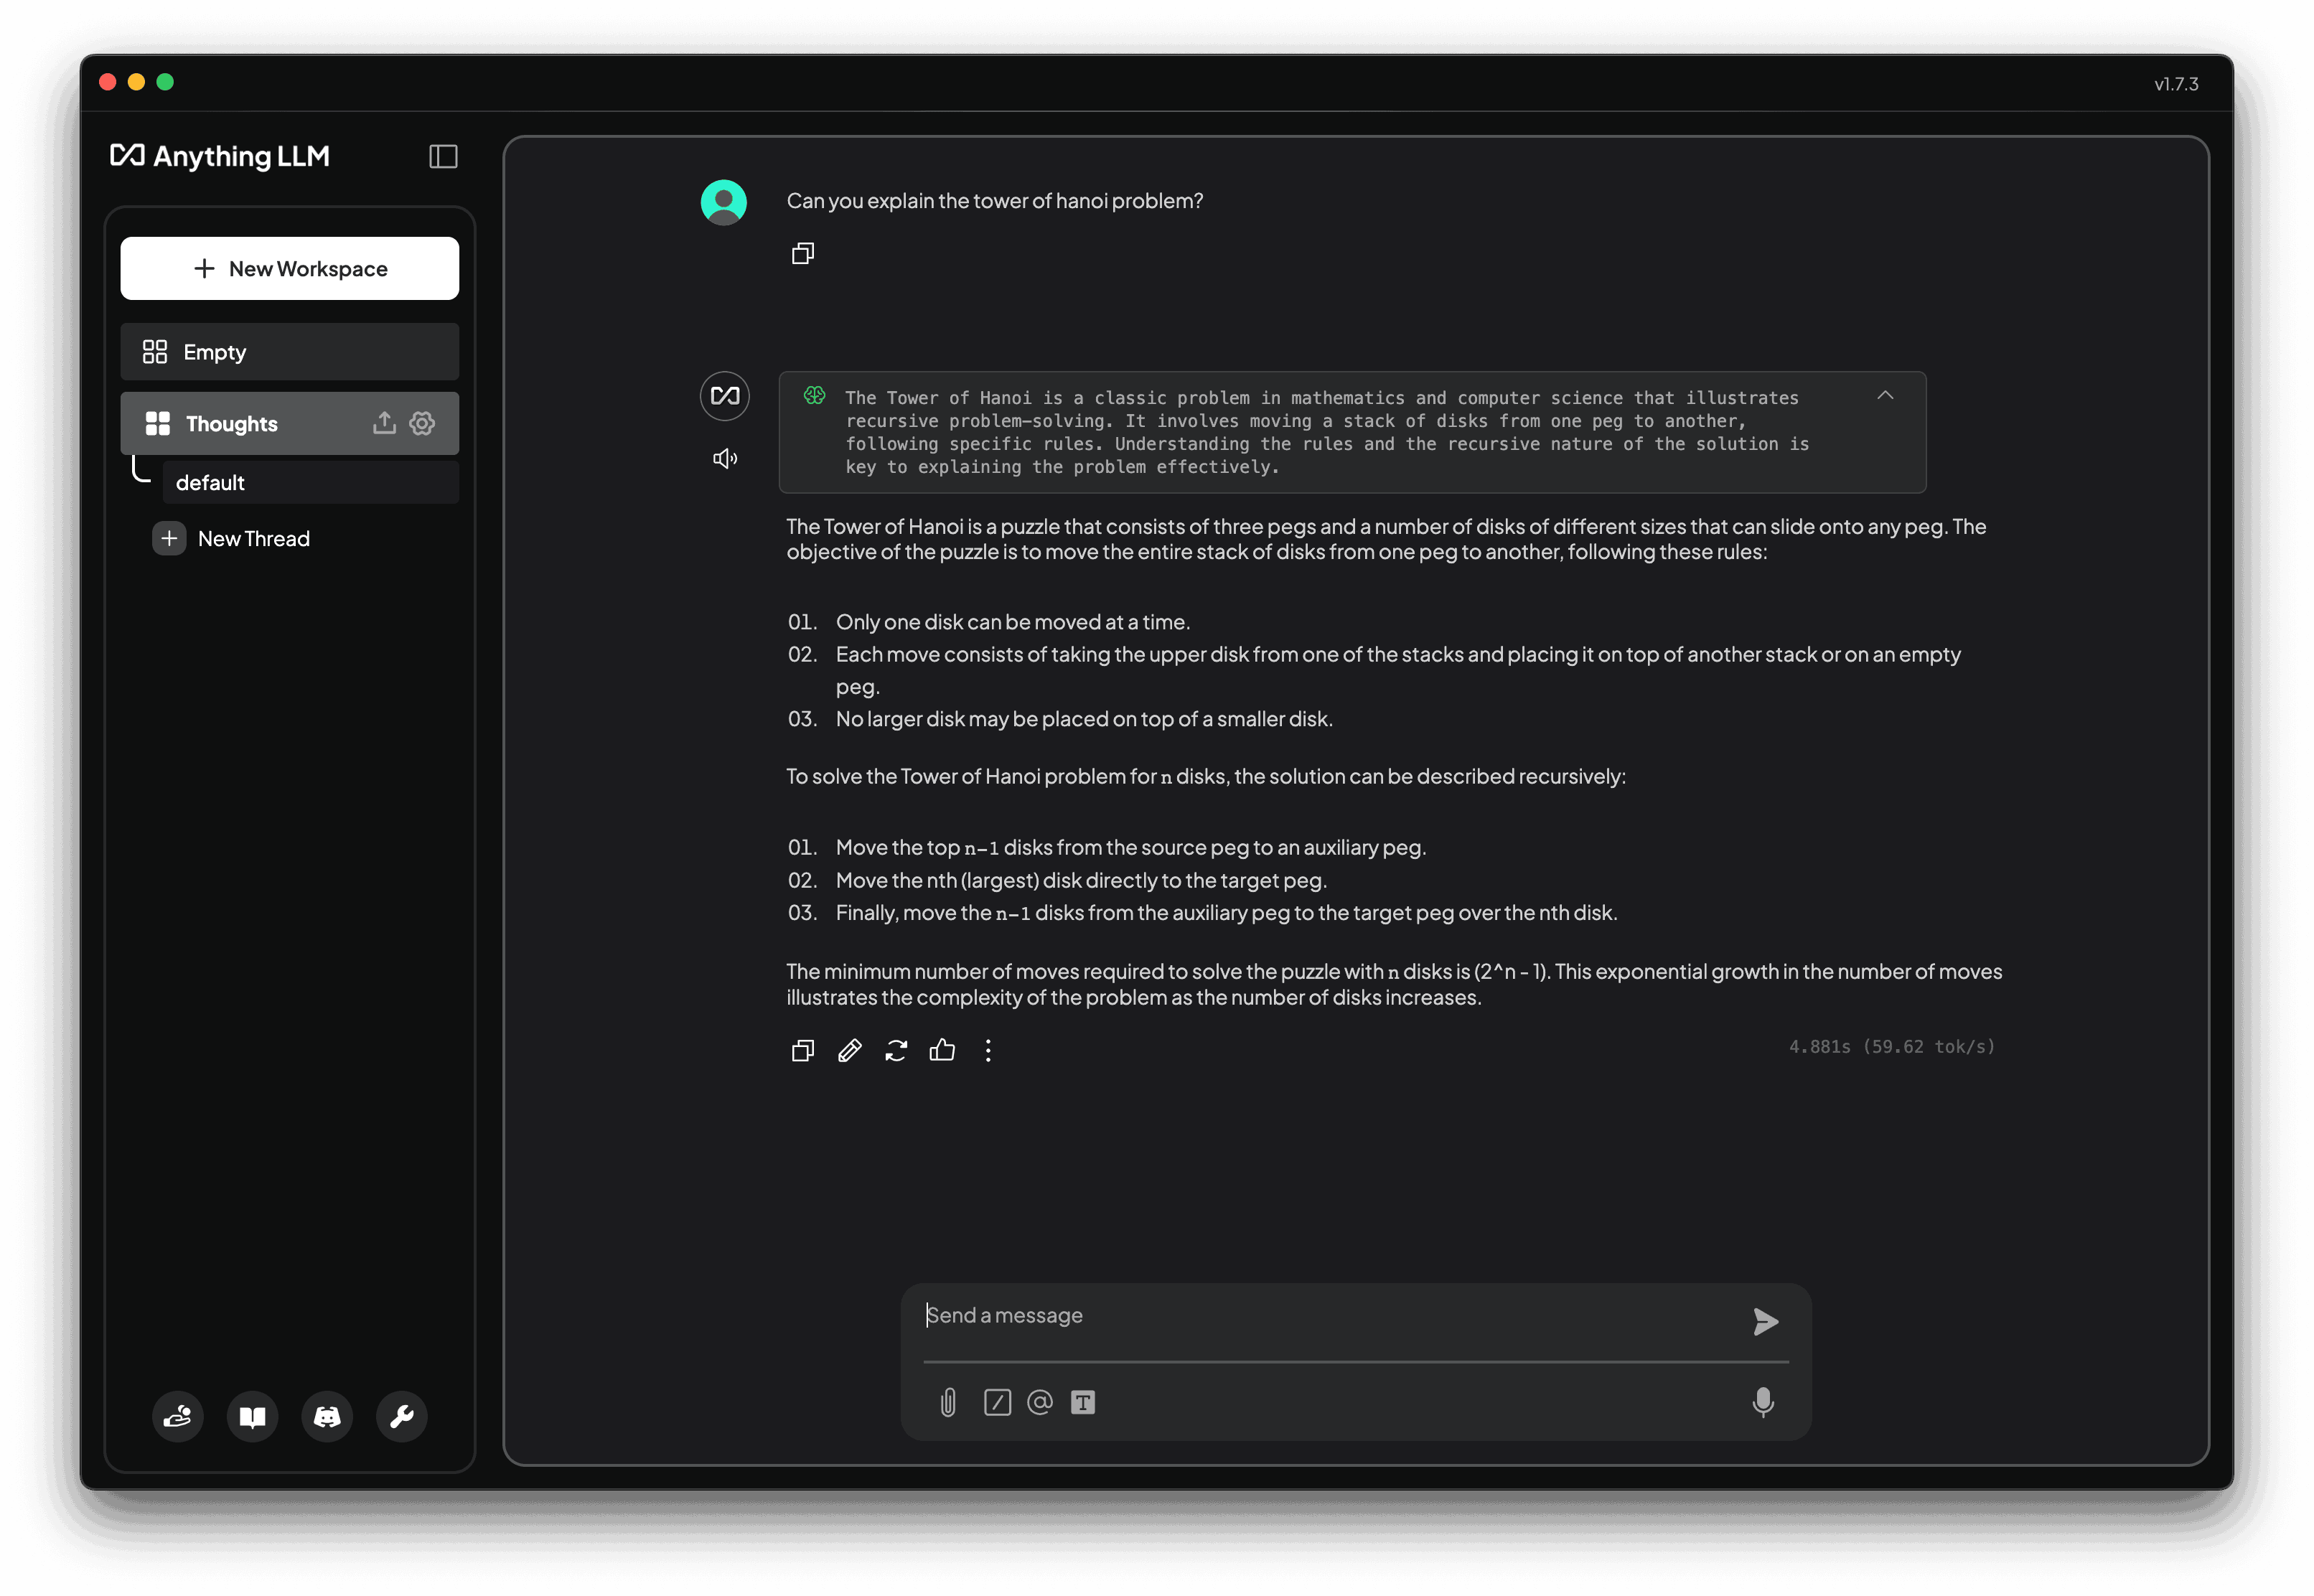 v1.7.3
Anything LLM
New Workspace
Empty
Thoughts
default
New Thread
Can you explain the tower of hanoi problem?
The Tower of Hanoi is a classic problem in mathematics and computer science that illustrates
recursive problem-solving. It involves moving a stack of disks from one peg to another,
following specific rules. Understanding the rules and the recursive nature of the solution is
key to explaining the problem effectively.
The Tower of Hanoi is a puzzle that consists of three pegs and a number of disks of different sizes that can slide onto any peg. The
objective of the puzzle is to move the entire stack of disks from one peg to another, following these rules:
01. Only one disk can be moved at a time.
02. Each move consists of taking the upper disk from one of the stacks and placing it on top of another stack or on an empty
peg.
03. No larger disk may be placed on top of a smaller disk.
To solve the Tower of Hanoi problem for n disks, the solution can be described recursively:
01. Move the top n-1 disks from the source peg to an auxiliary peg.
02. Move the nth (largest) disk directly to the target peg.
03. Finally, move the n-1 disks from the auxiliary peg to the target peg over the nth disk.
The minimum number of moves required to solve the puzzle with n disks is (2^n - 1). This exponential growth in the number of moves
illustrates the complexity of the problem as the number of disks increases.
4.881s (59.62 tok/s)
Send a message